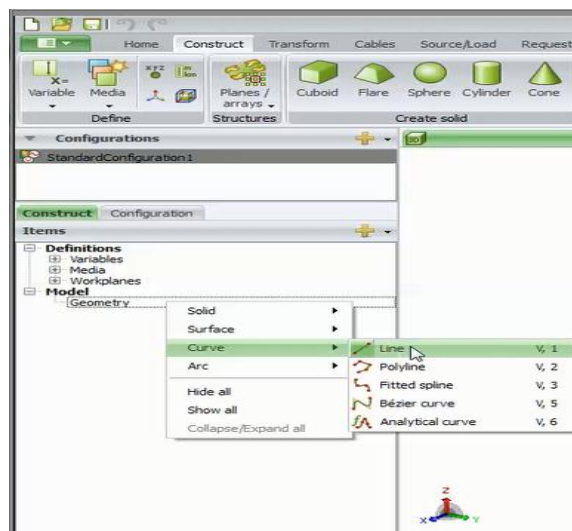 Home Construct Transform Cables Source/Load Request
X=
Variable
Media
XYZ
Planes / arrays
Cuboid Flare Sphere Cylinder Cone
Define Structures Create solid
Configurations
StandardConfiguration1
3D
Construct Configuration
Items
Definitions
Variables
Media
Workplanes
Model
Geometry
Solid
Surface
Curve
Arc
Hide all
Show all
Collapse/Expand all
Line V, 1
Polyline V, 2
Fitted spline V, 3
Bézier curve V, 5
Analytical curve V, 6
Z
X Y